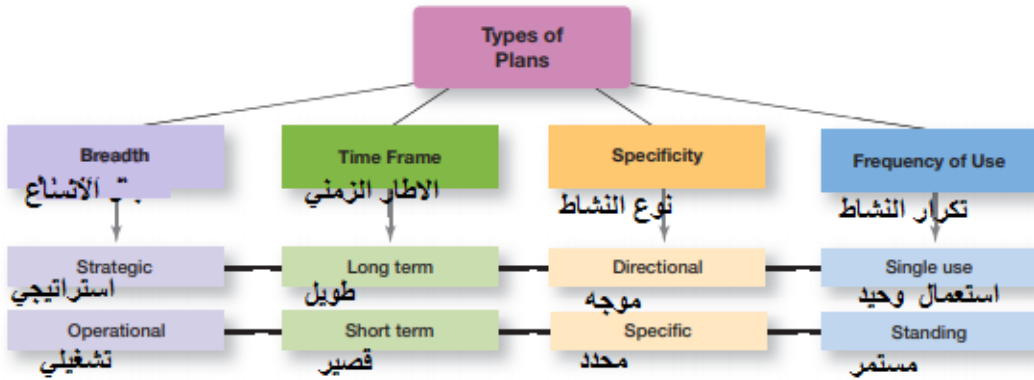 Types of
Plans
Breadth
Time Frame
Specificity
Frequency of Use
الاتساع
الاطار الزمني
نوع النشاط
تكرار النشاط
Strategic
Long term
Directional
Single use
استراتيجي
طويل
موجه
استعمال وحيد
Operational
Short term
Specific
Standing
تشغيلي
قصير
محدد
مستمر